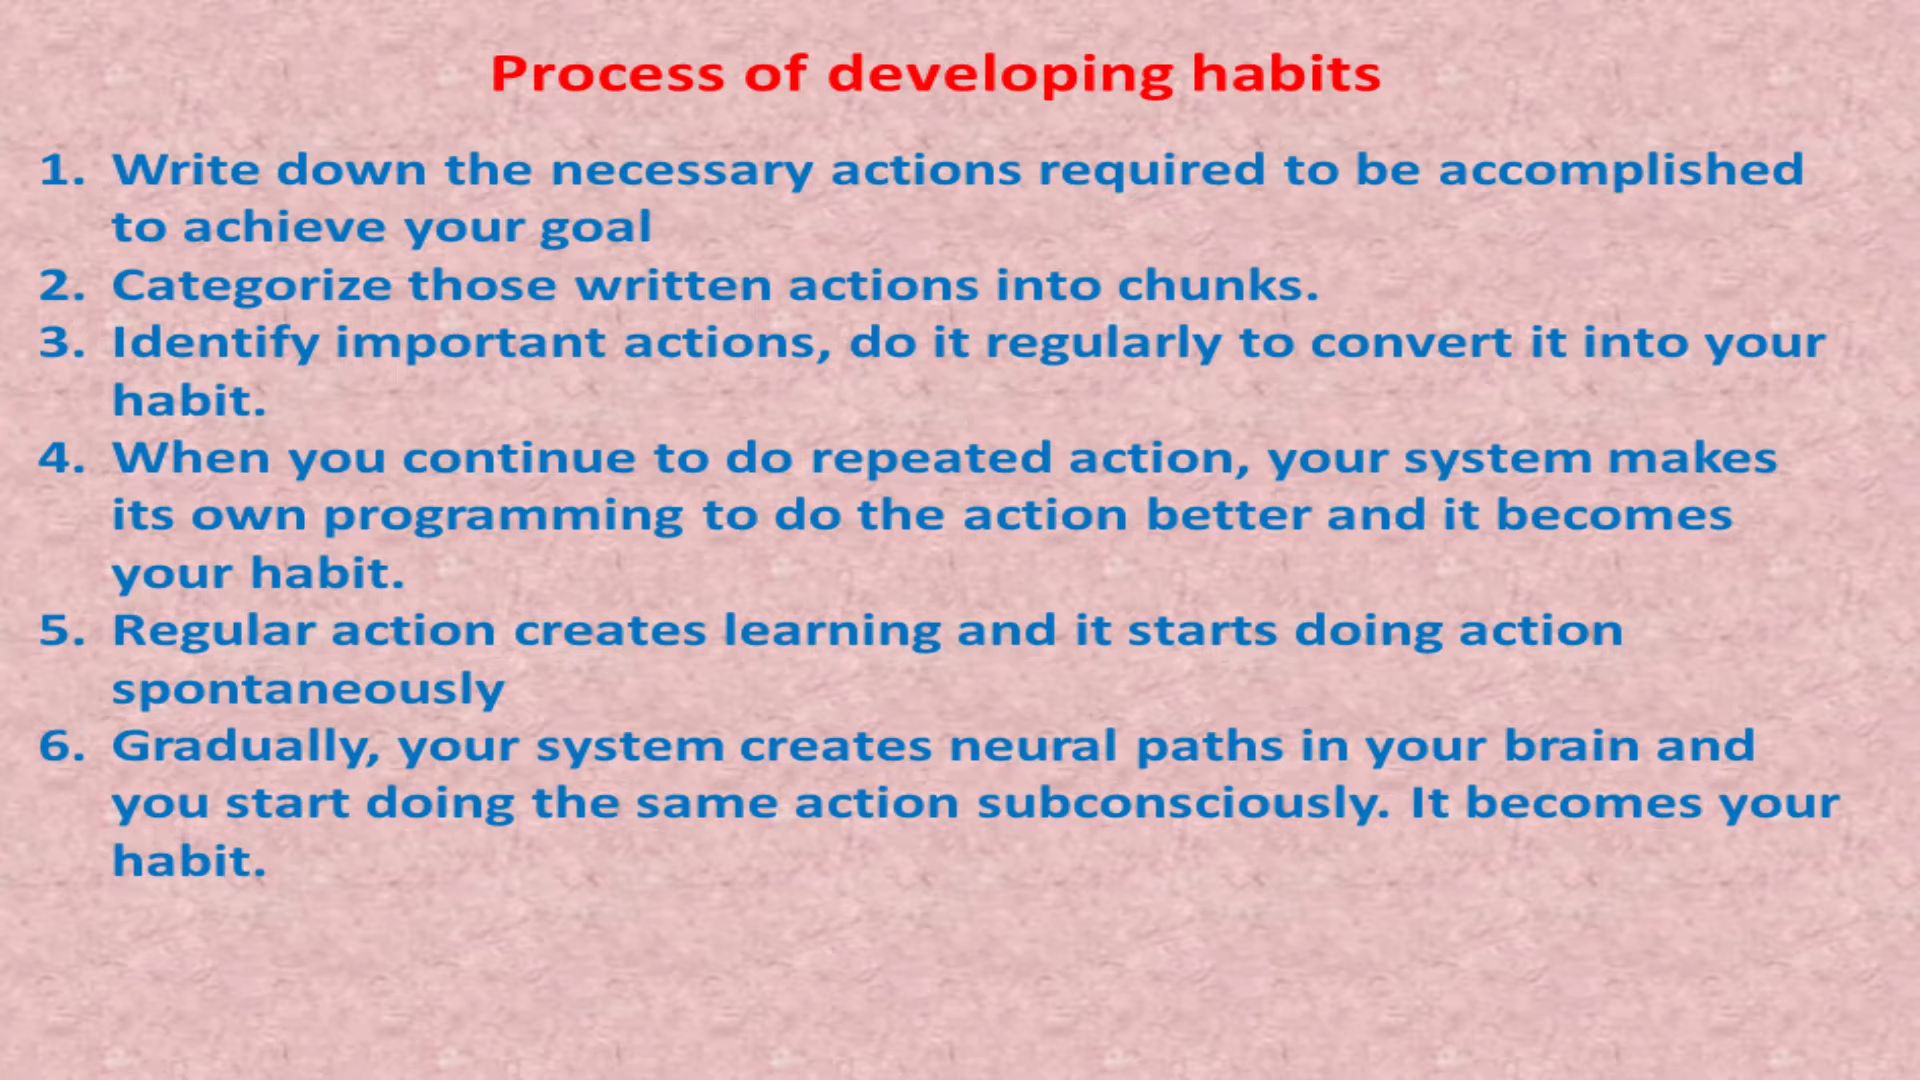 Process of developing habits
1. Write down the necessary actions required to be accomplished
to achieve your goal
2. Categorize those written actions into chunks.
3. Identify important actions, do it regularly to convert it into your
habit.
4. When you continue to do repeated action, your system makes
its own programming to do the action better and it becomes
your habit.
5. Regular action creates learning and it starts doing action
spontaneously
6. Gradually, your system creates neural paths in your brain and
you start doing the same action subconsciously. It becomes your
habit.